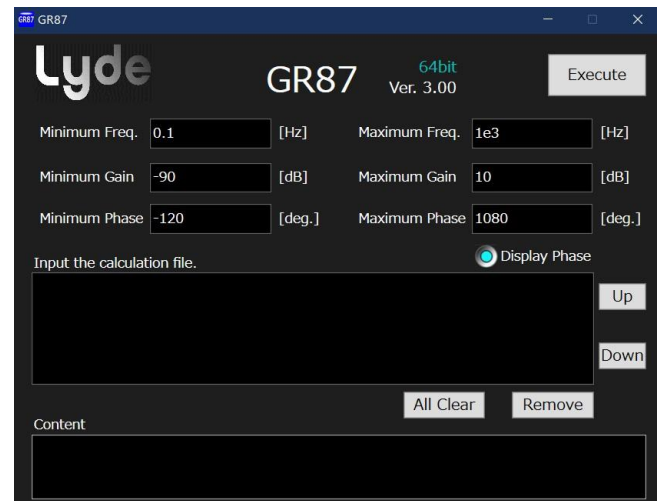 GR87 GR87
Lyde
GR87
64bit
Ver. 3.00
Execute
Minimum Freq. 0.1 [Hz] Maximum Freq. 1e3 [Hz]
Minimum Gain -90 [dB] Maximum Gain 10 [dB]
Minimum Phase -120 [deg.] Maximum Phase 1080 [deg.]
Input the calculation file.
Display Phase
Up
Down
All Clear Remove
Content